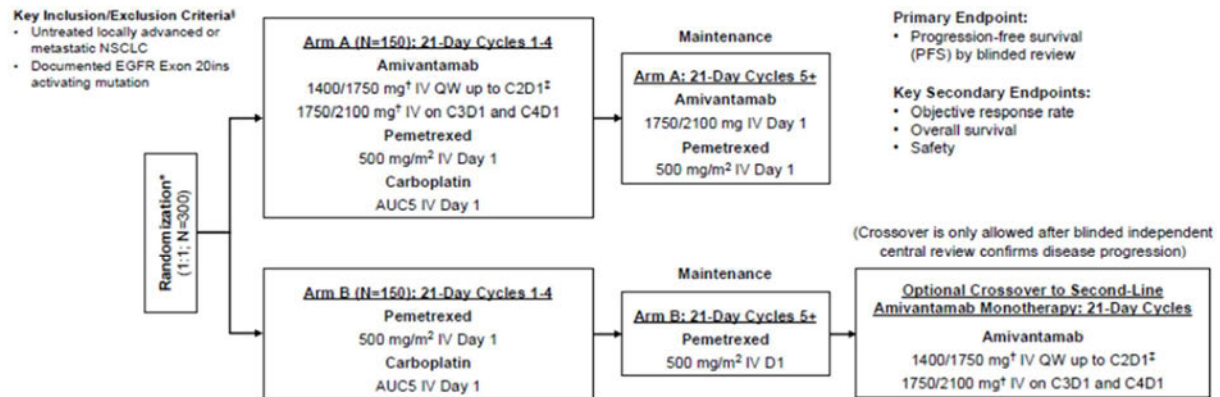 Key Inclusion/Exclusion Criteria§
• Untreated locally advanced or
metastatic NSCLC
• Documented EGFR Exon 20ins
activating mutation
Randomization*
(1:1; N=300)
Arm A (N=150): 21-Day Cycles 1-4
Amivantamab
1400/1750 mg† IV QW up to C2D1‡
1750/2100 mg† IV on C3D1 and C4D1
Pemetrexed
500 mg/m² IV Day 1
Carboplatin
AUC5 IV Day 1
Maintenance
Arm A: 21-Day Cycles 5+
Amivantamab
1750/2100 mg IV Day 1
Pemetrexed
500 mg/m² IV Day 1
Primary Endpoint:
• Progression-free survival
(PFS) by blinded review
Key Secondary Endpoints:
• Objective response rate
• Overall survival
• Safety
Arm B (N=150): 21-Day Cycles 1-4
Pemetrexed
500 mg/m² IV Day 1
Carboplatin
AUC5 IV Day 1
Maintenance
Arm B: 21-Day Cycles 5+
Pemetrexed
500 mg/m² IV D1
(Crossover is only allowed after blinded independent
central review confirms disease progression)
Optional Crossover to Second-Line
Amivantamab Monotherapy: 21-Day Cycles
Amivantamab
1400/1750 mg† IV QW up to C2D1‡
1750/2100 mg† IV on C3D1 and C4D1